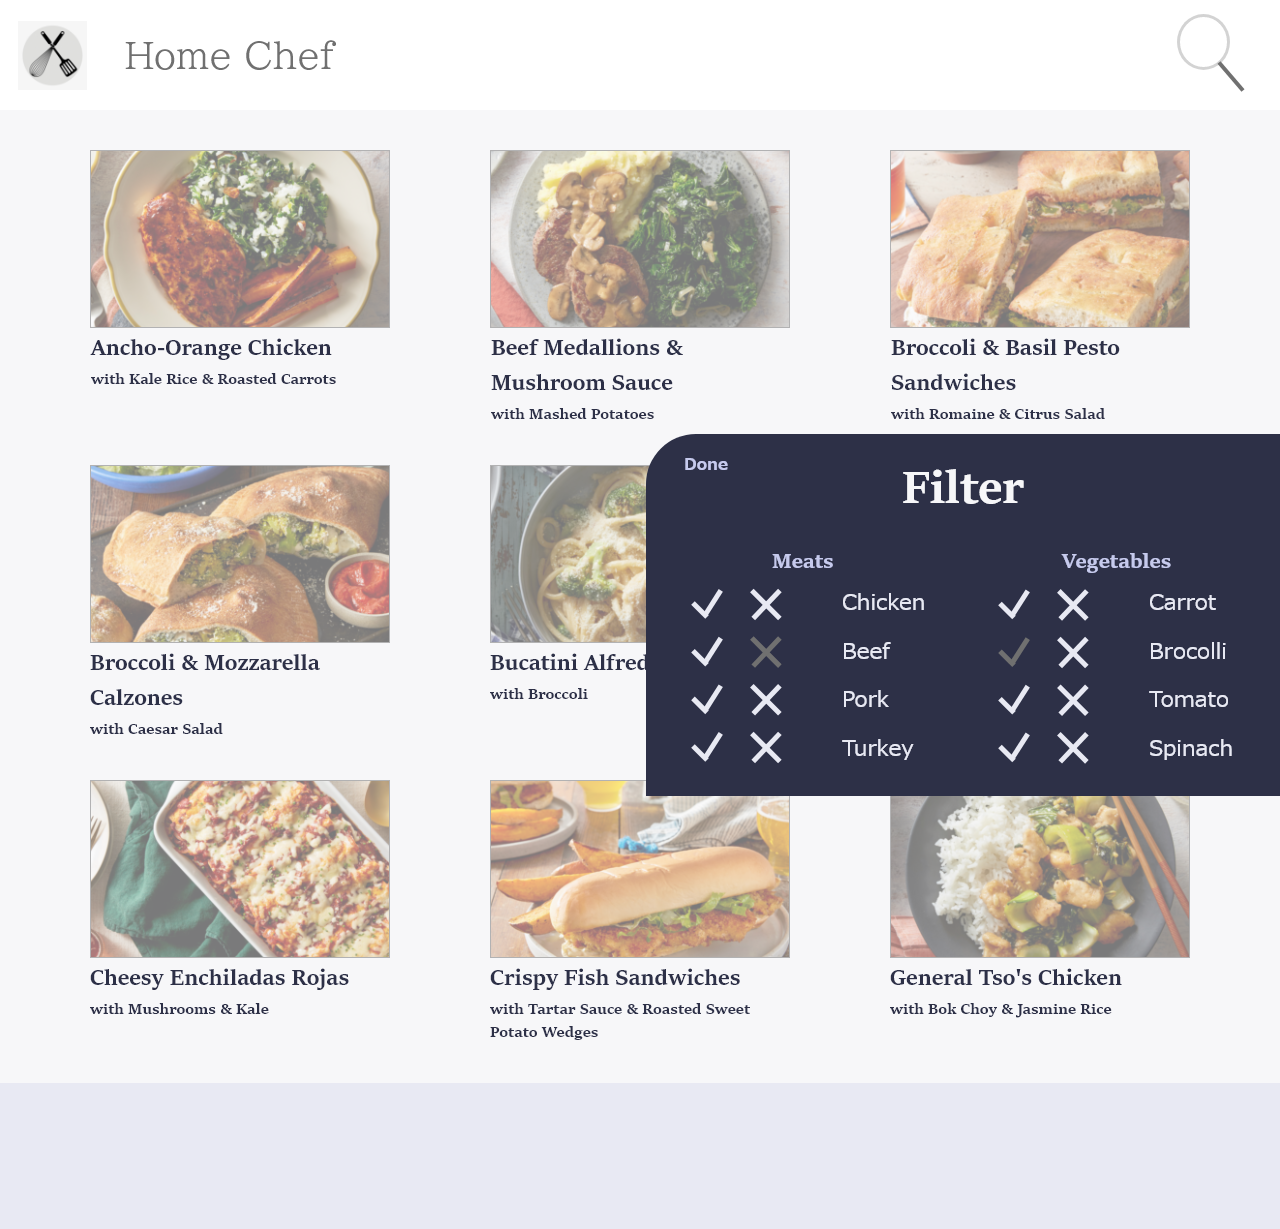 Home Chef
Ancho-Orange Chicken
with Kale Rice & Roasted Carrots
Beef Medallions &
Mushroom Sauce
with Mashed Potatoes
Broccoli & Basil Pesto
Sandwiches
with Romaine & Citrus Salad
Broccoli & Mozzarella
Calzones
with Caesar Salad
Bucatini Alfred
with Broccoli
Done
Filter
Meats
Vegetables
Chicken
Carrot
Beef
Brocolli
Pork
Tomato
Turkey
Spinach
Cheesy Enchiladas Rojas
with Mushrooms & Kale
Crispy Fish Sandwiches
with Tartar Sauce & Roasted Sweet
Potato Wedges
General Tso's Chicken
with Bok Choy & Jasmine Rice